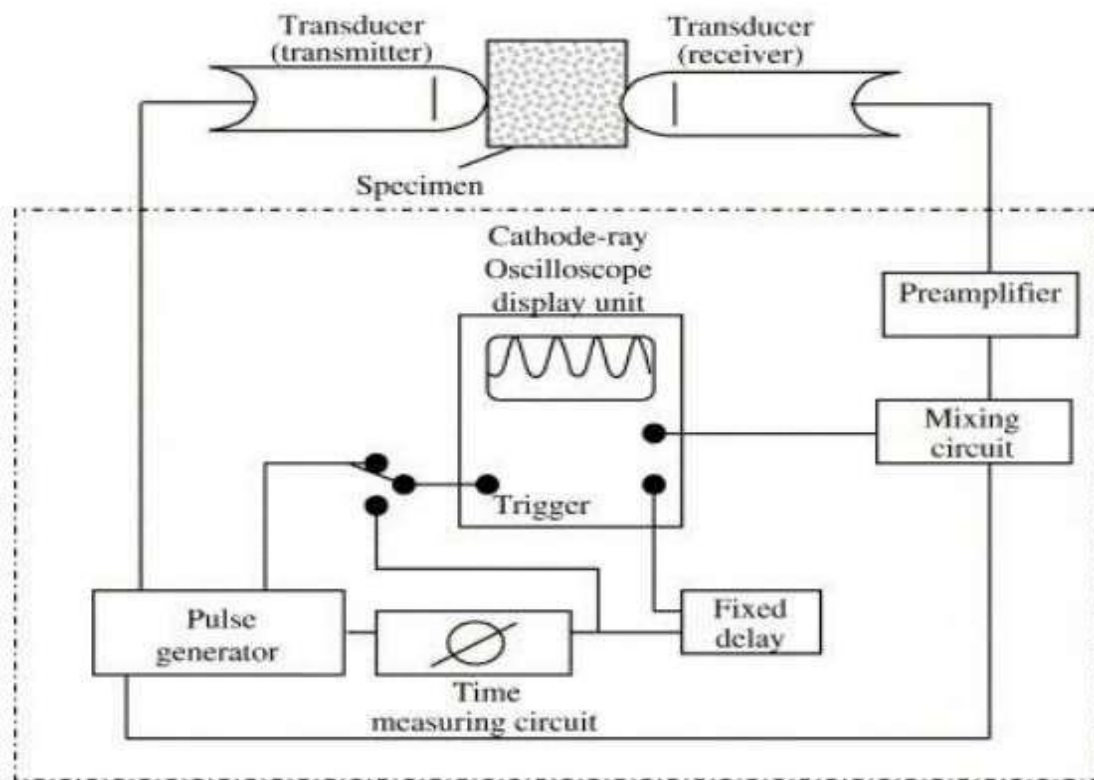 Transducer
(transmitter)
Transducer
(receiver)
Specimen
Cathode-ray
Oscilloscope
display unit
Preamplifier
Mixing
circuit
Trigger
Pulse
generator
Fixed
delay
Time
measuring circuit